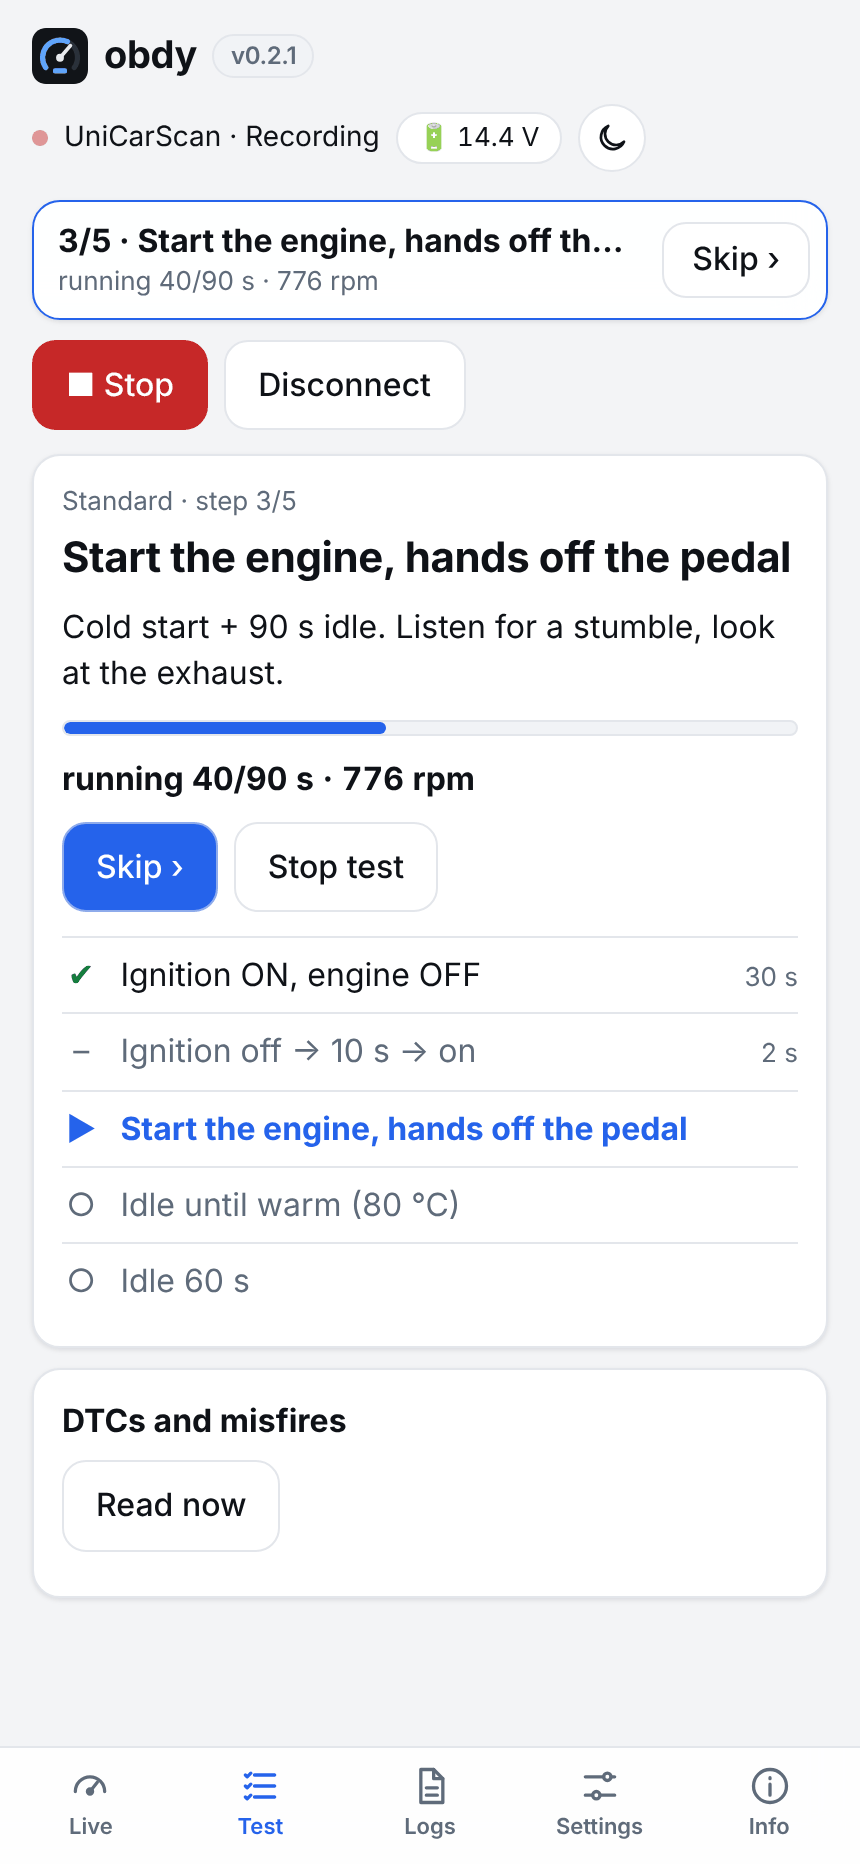 obdy v0.2.1
UniCarScan · Recording 14.4 V
3/5 · Start the engine, hands off th…
running 40/90 s · 776 rpm
Skip ›
Stop Disconnect
Standard · step 3/5
Start the engine, hands off the pedal
Cold start + 90 s idle. Listen for a stumble, look
at the exhaust.
running 40/90 s · 776 rpm
Skip › Stop test
✔ Ignition ON, engine OFF 30 s
– Ignition off → 10 s → on 2 s
▶ Start the engine, hands off the pedal
○ Idle until warm (80 °C)
○ Idle 60 s
DTCs and misfires
Read now
Live Test Logs Settings Info